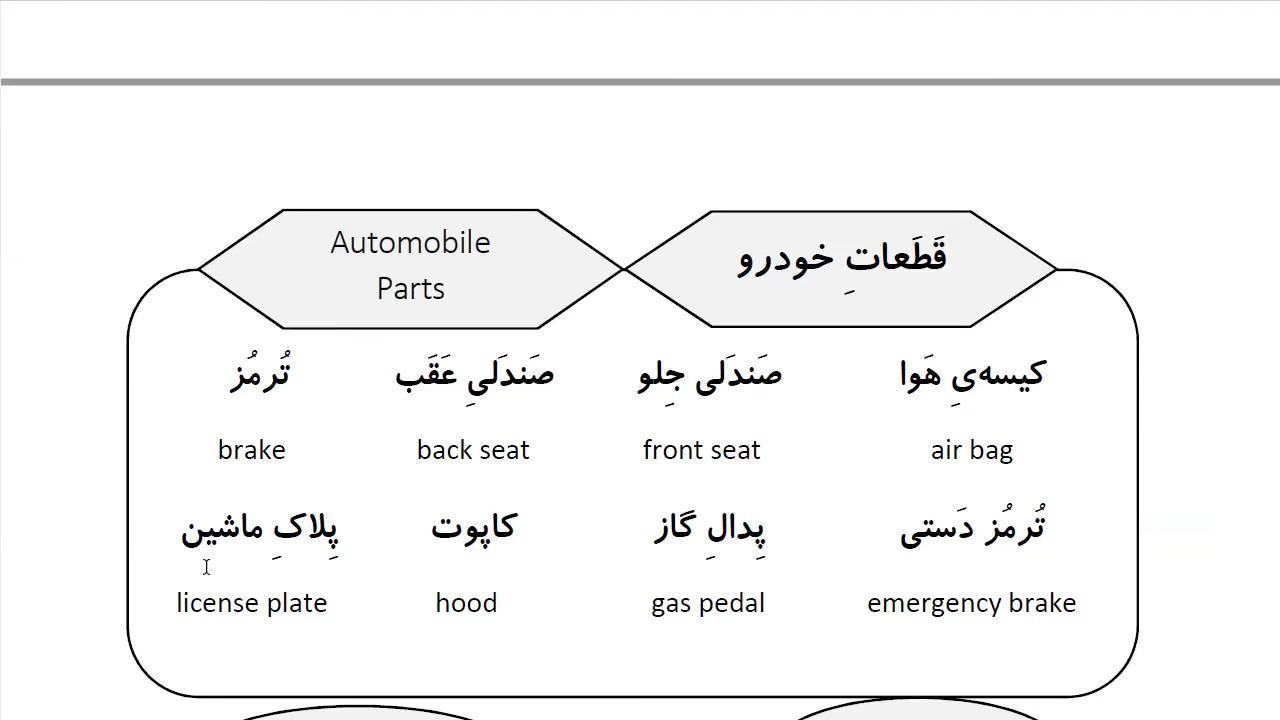 Automobile
Parts
قَطَعاتِ خودرو
تُرمُز
صَندَلیِ عَقَب
صَندَلی جِلو
کیسه‌یِ هَوا
brake
back seat
front seat
air bag
پِلاکِ ماشین
کاپوت
پِدالِ گاز
تُرمُز دَستی
license plate
hood
gas pedal
emergency brake